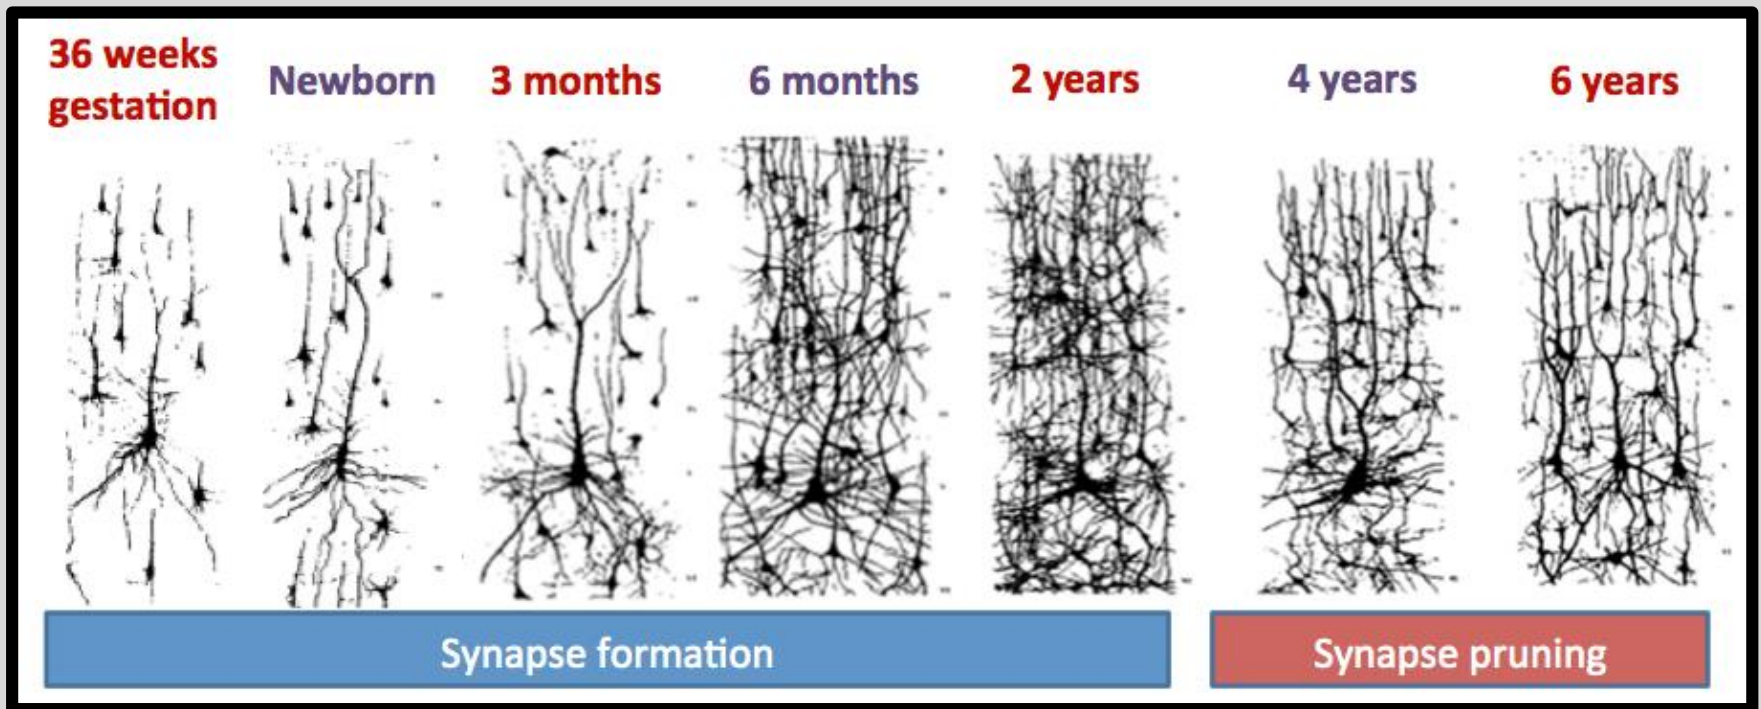 36 weeks
gestation
Newborn
3 months
6 months
2 years
4 years
6 years
Synapse formation
Synapse pruning